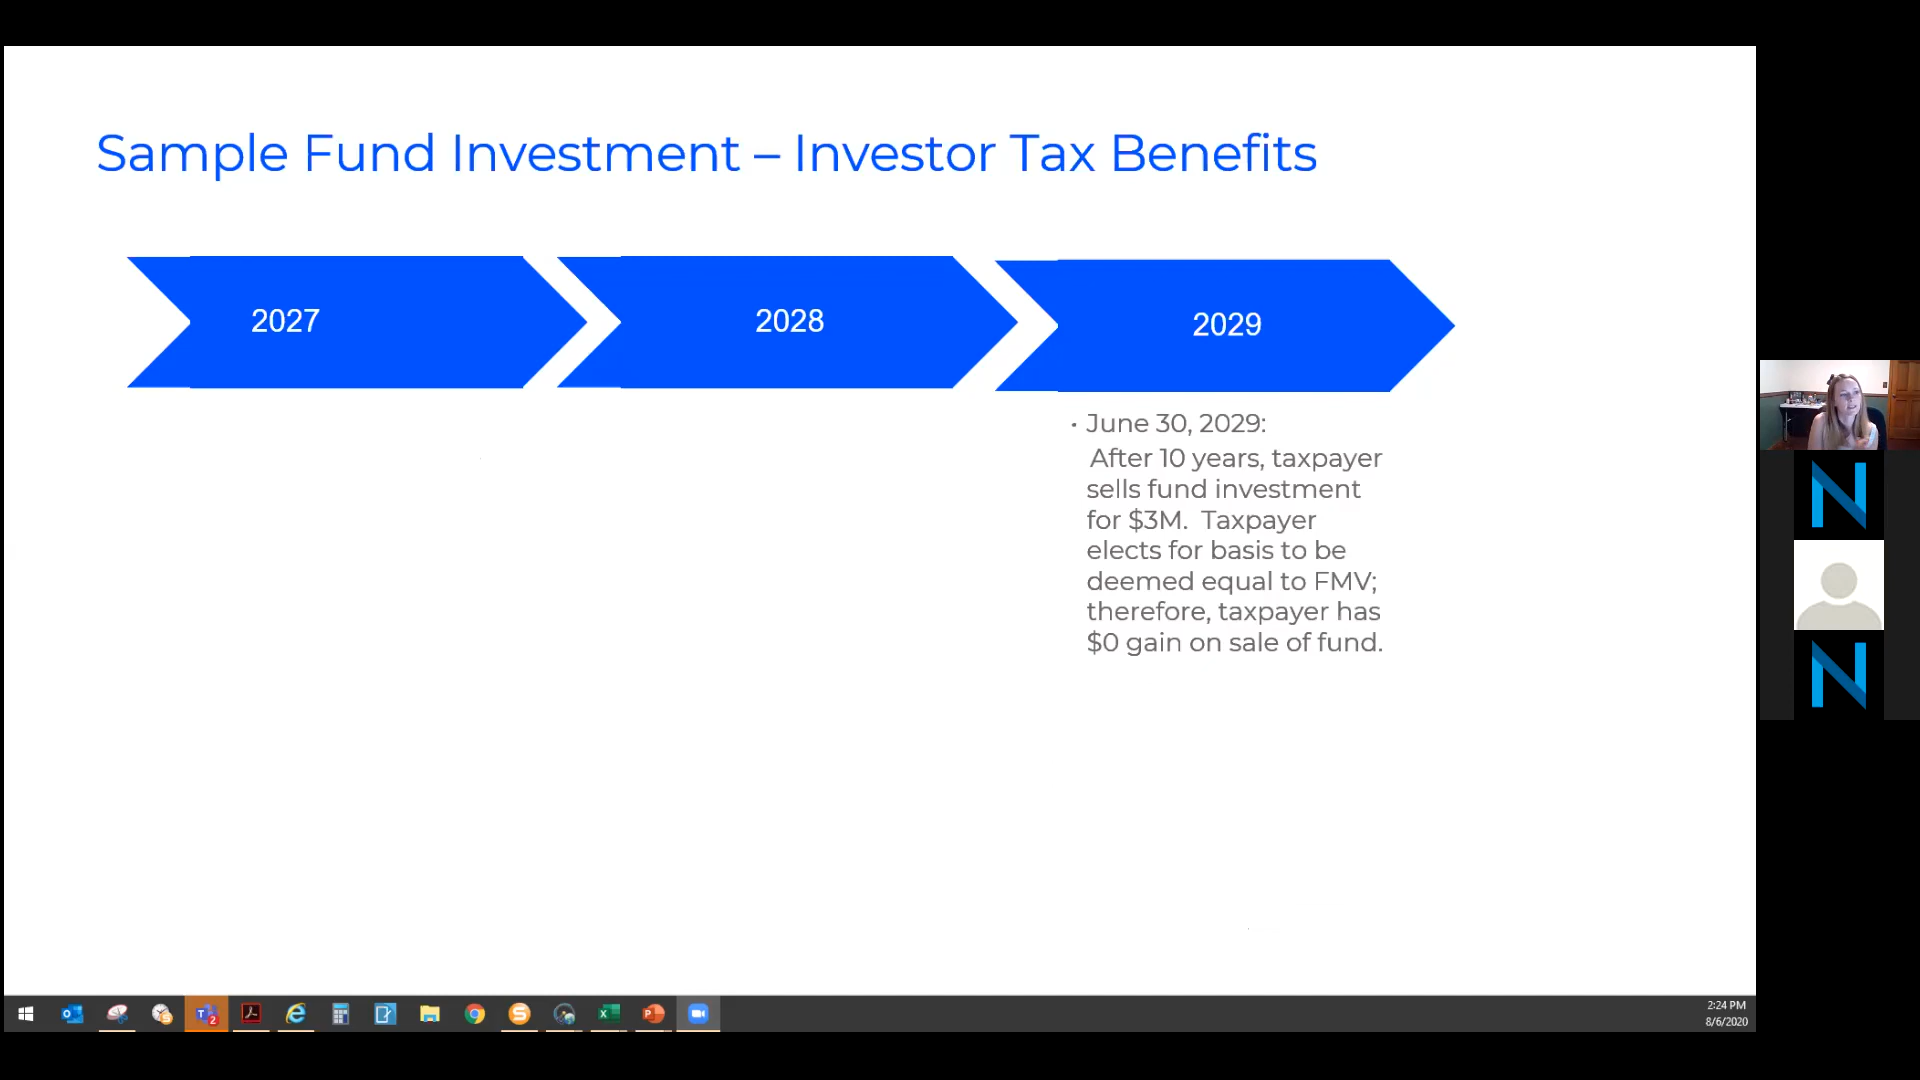 Sample Fund Investment – Investor Tax Benefits
2027
2028
2029
· June 30, 2029:
After 10 years, taxpayer
sells fund investment
for $3M. Taxpayer
elects for basis to be
deemed equal to FMV;
therefore, taxpayer has
$0 gain on sale of fund.
2:24 PM
8/6/2020